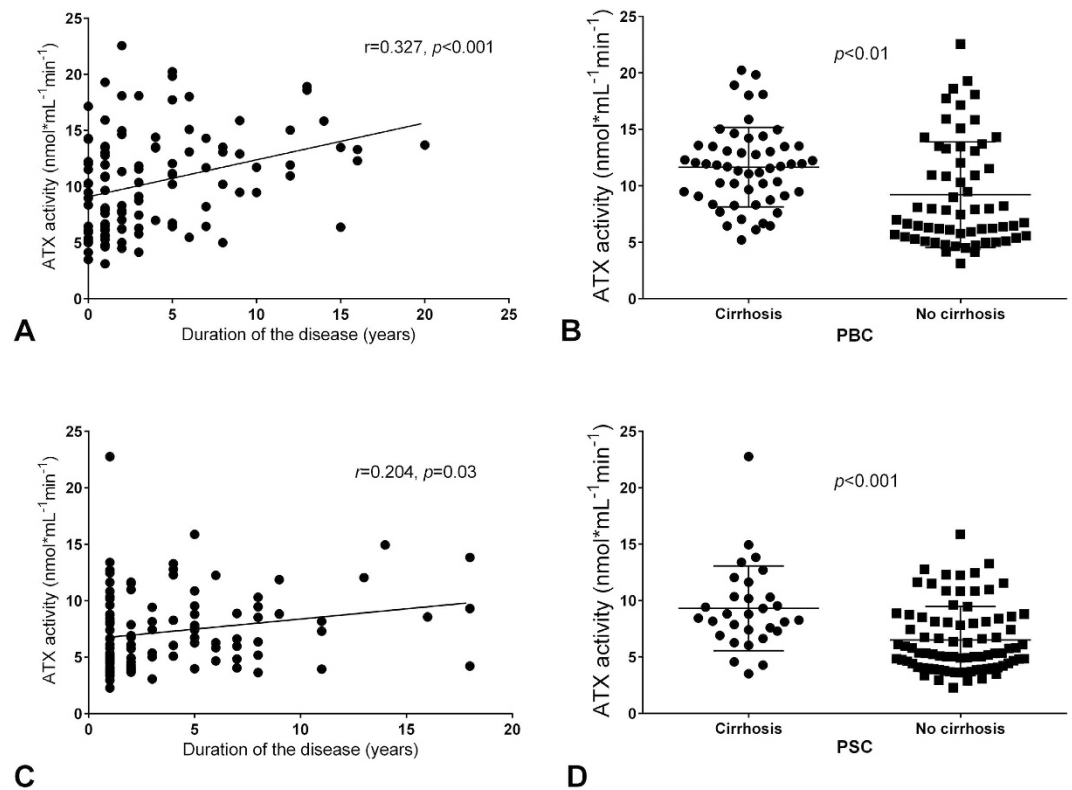 r=0.327, p<0.001
ATX activity (nmol*mL-1min-1)
25
20
15
10
5
0
0 5 10 15 20 25
Duration of the disease (years)
A
p<0.01
ATX activity (nmol*mL-1min-1)
25
20
15
10
5
0
Cirrhosis No cirrhosis
PBC
B
r=0.204, p=0.03
ATX activity (nmol*mL-1min-1)
25
20
15
10
5
0
0 5 10 15 20
Duration of the disease (years)
C
p<0.001
ATX activity (nmol*mL-1min-1)
25
20
15
10
5
0
Cirrhosis No cirrhosis
PSC
D